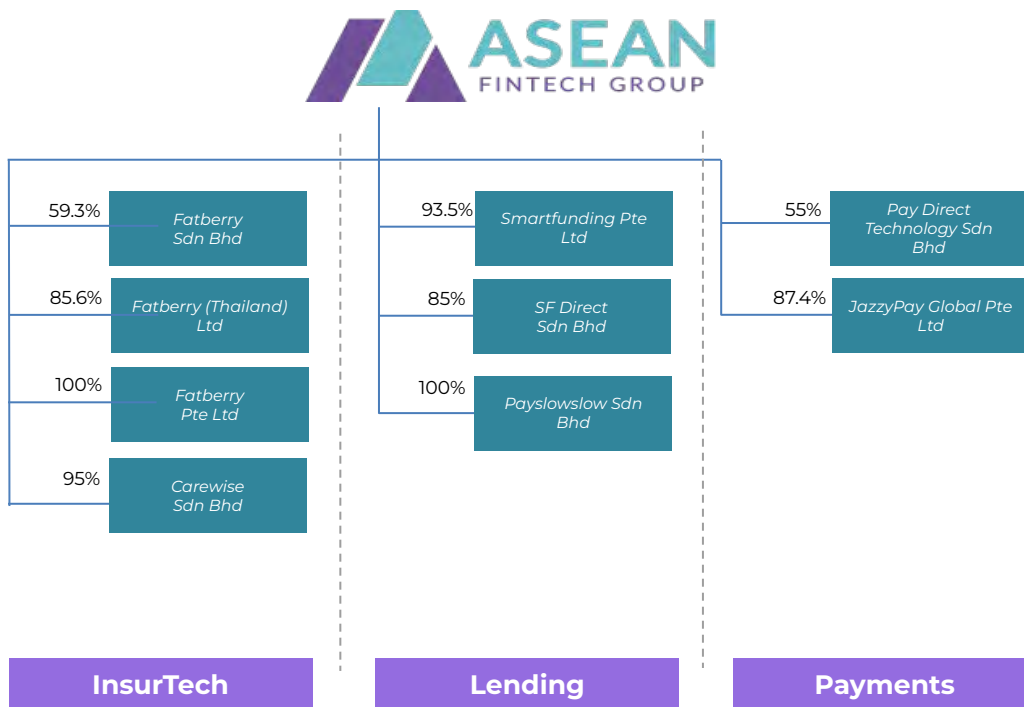 ASEAN
FINTECH GROUP
59.3%
Fatberry
Sdn Bhd
85.6%
Fatberry (Thailand)
Ltd
100%
Fatberry
Pte Ltd
95%
Carewise
Sdn Bhd
InsurTech
93.5%
Smartfunding Pte
Ltd
85%
SF Direct
Sdn Bhd
100%
Payslowslow Sdn
Bhd
Lending
55%
Pay Direct
Technology Sdn
Bhd
87.4%
JazzyPay Global Pte
Ltd
Payments